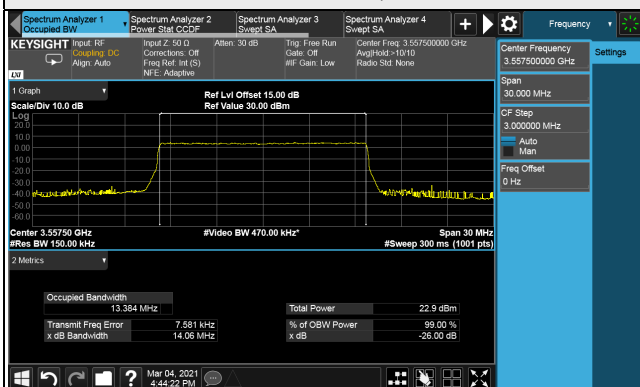 Spectrum Analyzer 1
Occupied BW
Spectrum Analyzer 2
Power Stat CCDF
Spectrum Analyzer 3
Swept SA
Spectrum Analyzer 4
Swept SA
Frequency
KEYSIGHT
Input: RF
Coupling: DC
Align: Auto
Input Z: 50 Ω
Corrections: Off
Freq Ref: Int (S)
NFE: Adaptive
Atten: 30 dB
Trig: Free Run
Gate: Off
#IF Gain: Low
Center Freq: 3.557500000 GHz
Avg|Hold:>10/10
Radio Std: None
LXI
Center Frequency
3.557500000 GHz
Settings
Span
30.000 MHz
CF Step
3.000000 MHz
Auto
Man
Freq Offset
0 Hz
1 Graph
Scale/Div 10.0 dB
Ref Lvl Offset 15.00 dB
Ref Value 30.00 dBm
Log
20.0
10.0
0.00
-10.0
-20.0
-30.0
-40.0
-50.0
-60.0
Center 3.55750 GHz
#Video BW 470.00 kHz*
Span 30 MHz
#Res BW 150.00 kHz
#Sweep 300 ms (1001 pts)
2 Metrics
Occupied Bandwidth
13.384 MHz
Total Power 22.9 dBm
Transmit Freq Error 7.581 kHz
% of OBW Power 99.00 %
x dB Bandwidth 14.06 MHz
x dB -26.00 dB
Mar 04, 2021
4:44:22 PM